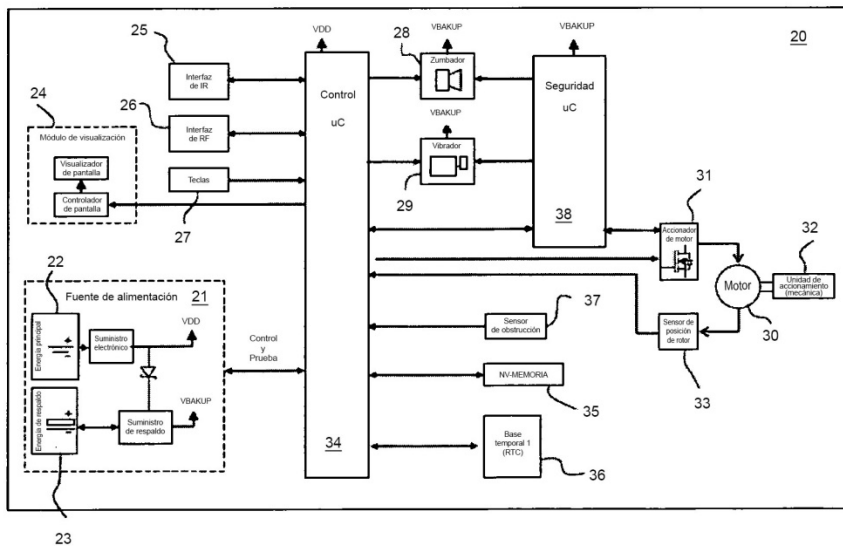 20
25
Interfaz
de IR
26
Interfaz
de RF
24
Módulo de visualización
Visualizador
de pantalla
Controlador
de pantalla
Teclas
27
VDD
Control
uC
34
28
VBAKUP
Zumbador
VBAKUP
Vibrador
29
VBAKUP
Seguridad
uC
38
31
Accionador
de motor
32
Unidad de
accionamiento
(mecánica)
Motor
30
Sensor de
posición
de rotor
33
37
Sensor de
obstrucción
NV-MEMORIA
35
Base
temporal 1
(RTC)
36
22
Fuente de alimentación
21
Energía principal
+
Suministro
electrónico
VDD
Energía de respaldo
+
Suministro
de respaldo
VBAKUP
23
Control
y
Prueba